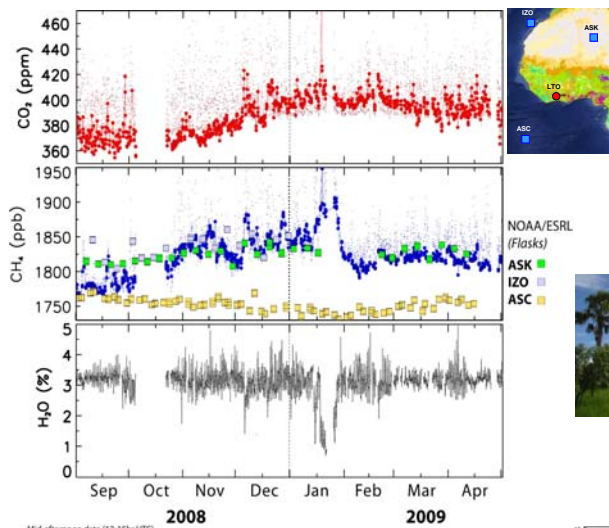 460
440
420
400
380
360
CO₂ (ppm)
IZO
ASK
LTO
ASC
1950
1900
1850
1800
1750
CH₄ (ppb)
NOAA/ESRL
(Flasks)
ASK
IZO
ASC
5
4
3
2
1
0
H₂O (%)
Sep Oct Nov Dec Jan Feb Mar Apr
2008 2009